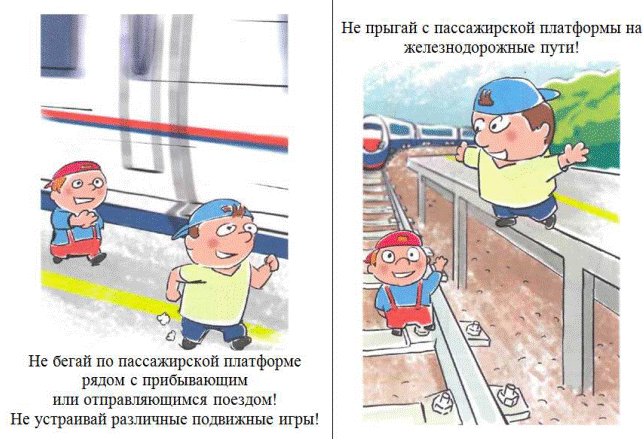 Не бегай по пассажирской платформе
рядом с прибывающим
или отправляющимся поездом!
Не устраивай различные подвижные игры!
Не прыгай с пассажирской платформы на
железнодорожные пути!